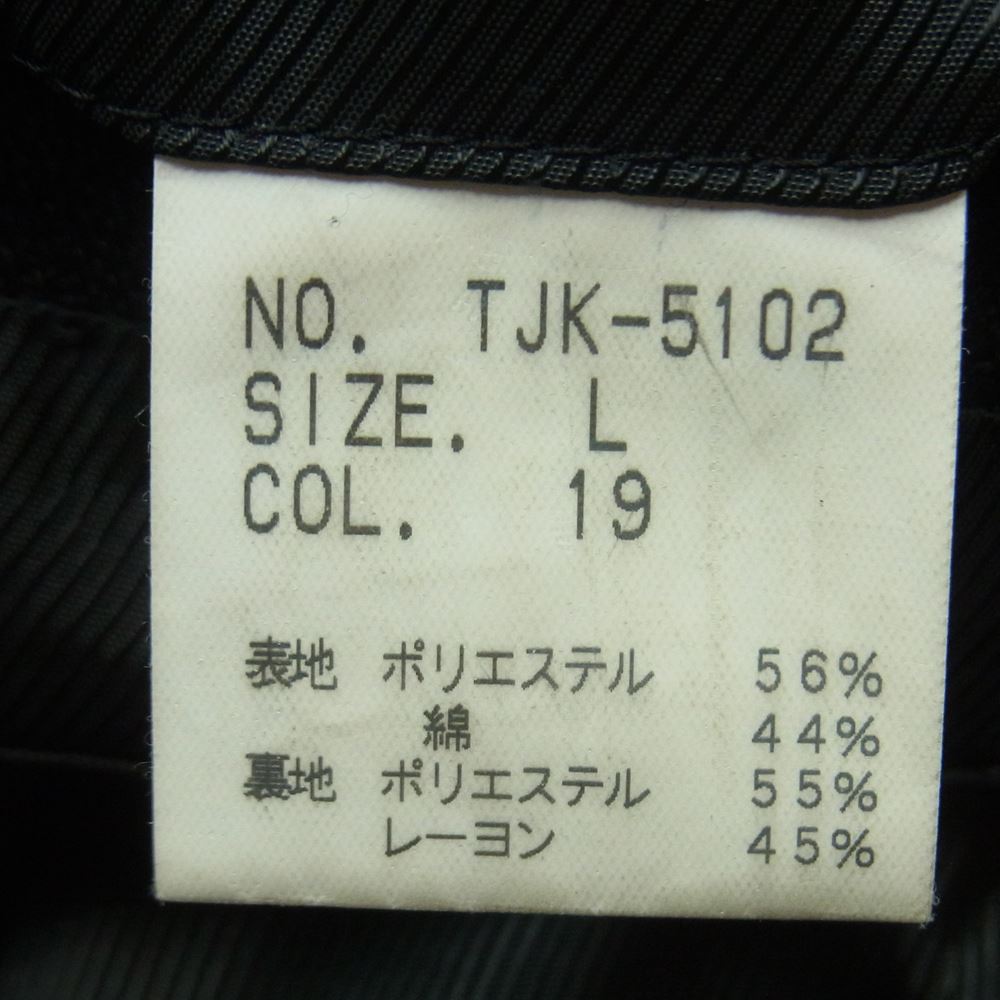 NO. TJK-5102
SIZE. L
COL. 19
表地 ポリエステル 56%
綿 44%
裏地 ポリエステル 55%
レーヨン 45%